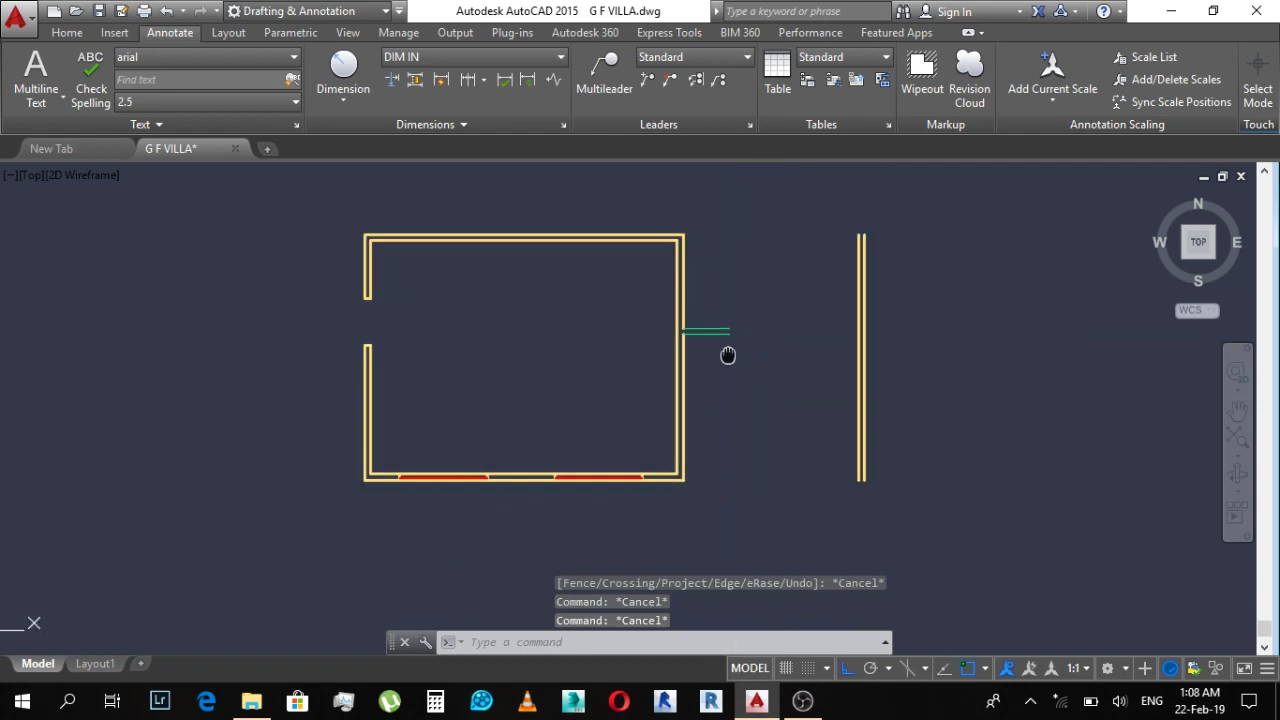 Drafting & Annotation
Autodesk AutoCAD 2015 G F VILLA.dwg
Type a keyword or phrase
Sign In
Home Insert Annotate Layout Parametric View Manage Output Plug-ins Autodesk 360 Express Tools BIM 360 Performance Featured Apps
A
Multiline
Text
ABC
Check
Spelling
arial
Find text
2.5
Text
Dimension
DIM IN
Dimensions
Multileader
Standard
Leaders
Table
Standard
Tables
Wipeout
Revision
Cloud
Markup
Add Current Scale
Scale List
Add/Delete Scales
Sync Scale Positions
Annotation Scaling
Select
Mode
Touch
New Tab
G F VILLA*
[−][Top][2D Wireframe]
N
W TOP E
S
WCS
[Fence/Crossing/Project/Edge/eRase/Undo]: *Cancel*
Command: *Cancel*
Command: *Cancel*
Type a command
X
Model Layout1
MODEL
1:1
1:08 AM
ENG
22-Feb-19